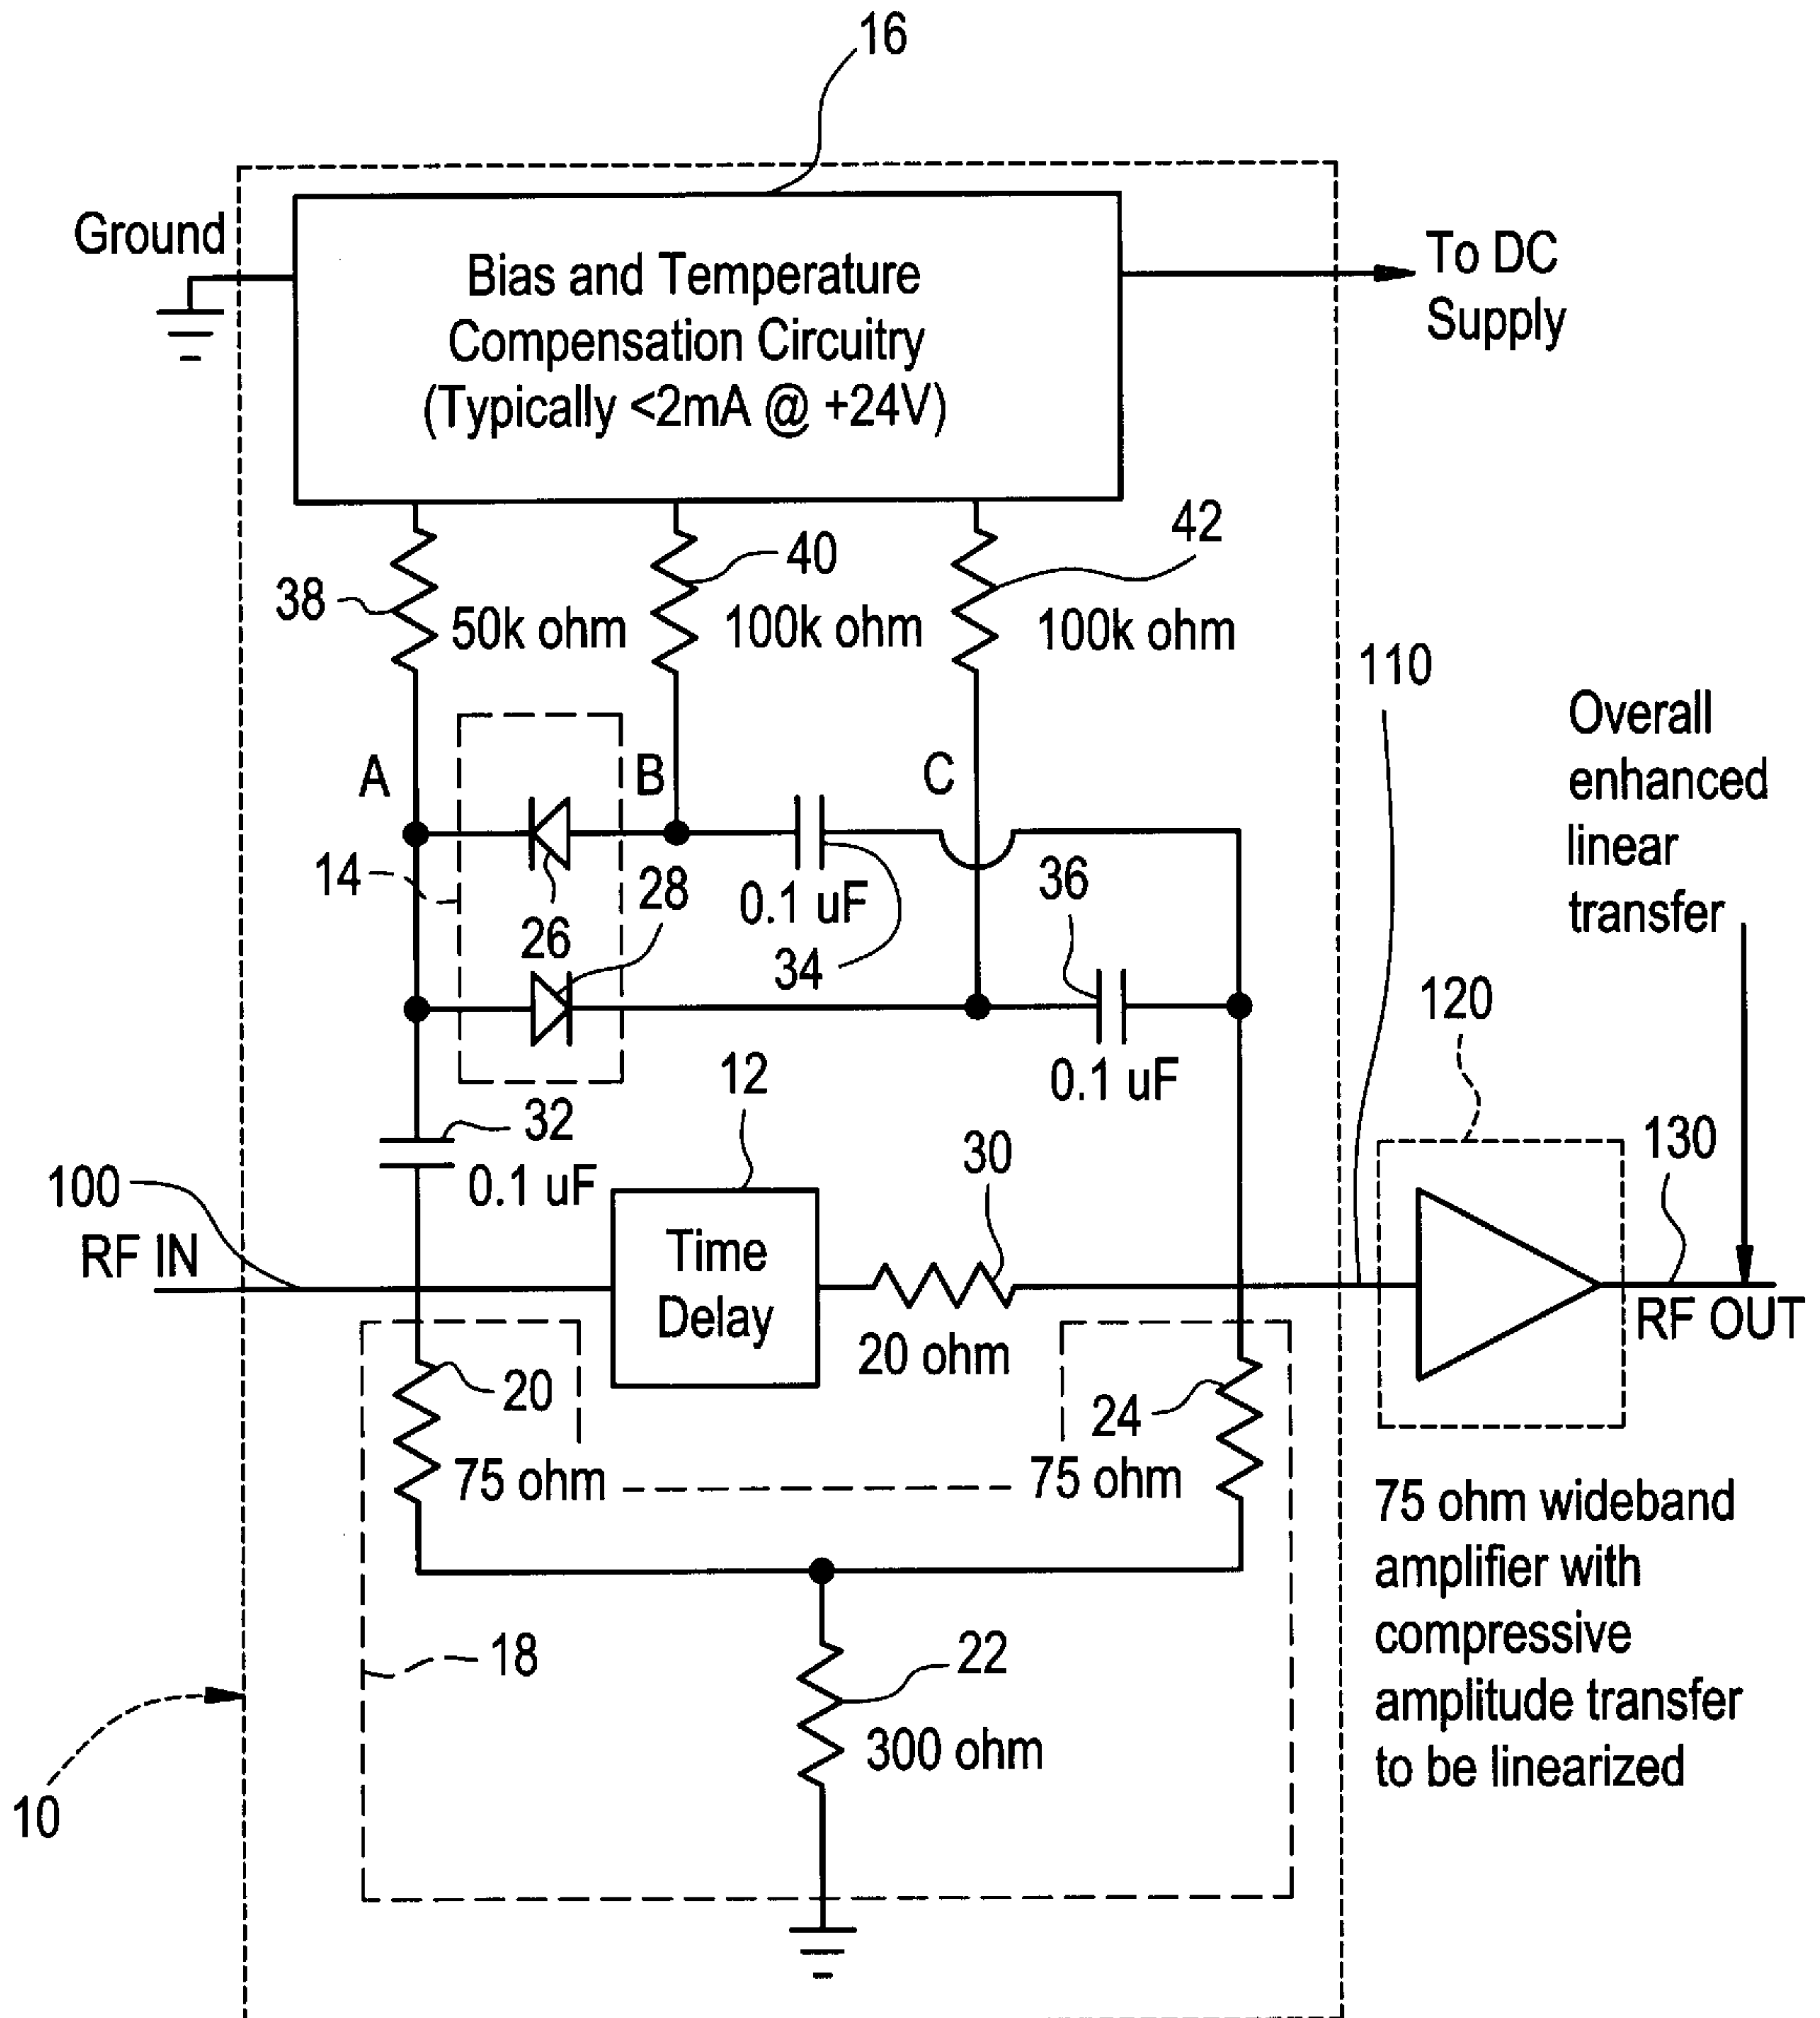 16
Ground
Bias and Temperature
Compensation Circuitry
(Typically <2mA @ +24V)
To DC
Supply
38
50k ohm
40
100k ohm
42
100k ohm
110
Overall
enhanced
linear
transfer
A
B
C
14
26
28
0.1 uF
34
36
0.1 uF
120
32
0.1 uF
12
30
130
100
RF IN
Time
Delay
20 ohm
RF OUT
20
75 ohm
24
75 ohm
75 ohm wideband
amplifier with
compressive
amplitude transfer
to be linearized
18
22
300 ohm
10